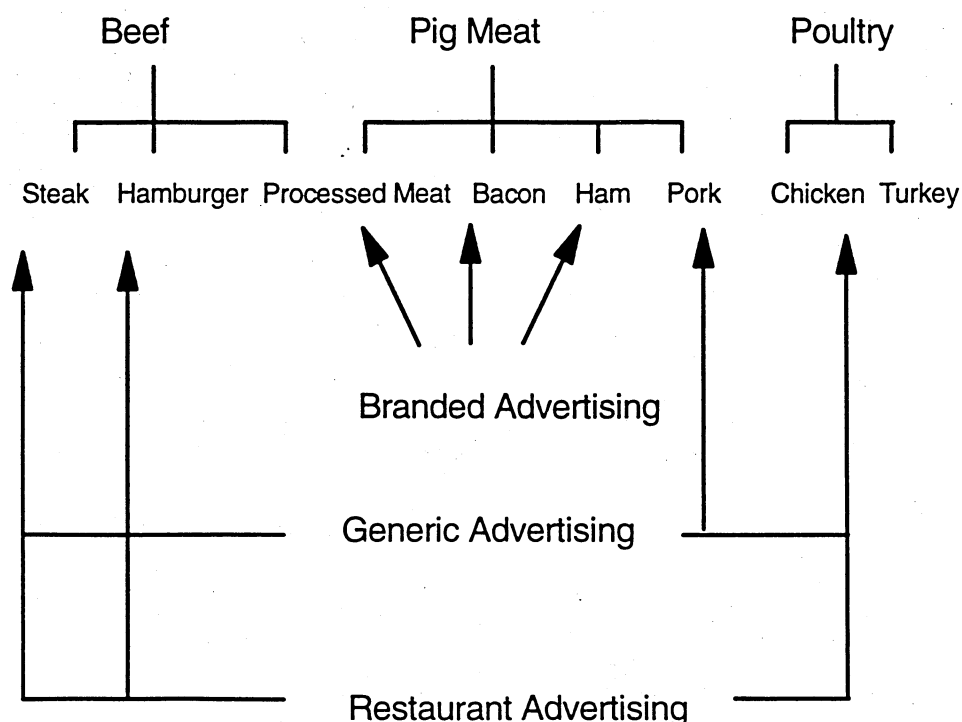 Beef Pig Meat Poultry
Steak Hamburger Processed Meat Bacon Ham Pork Chicken Turkey
Branded Advertising
Generic Advertising
Restaurant Advertising